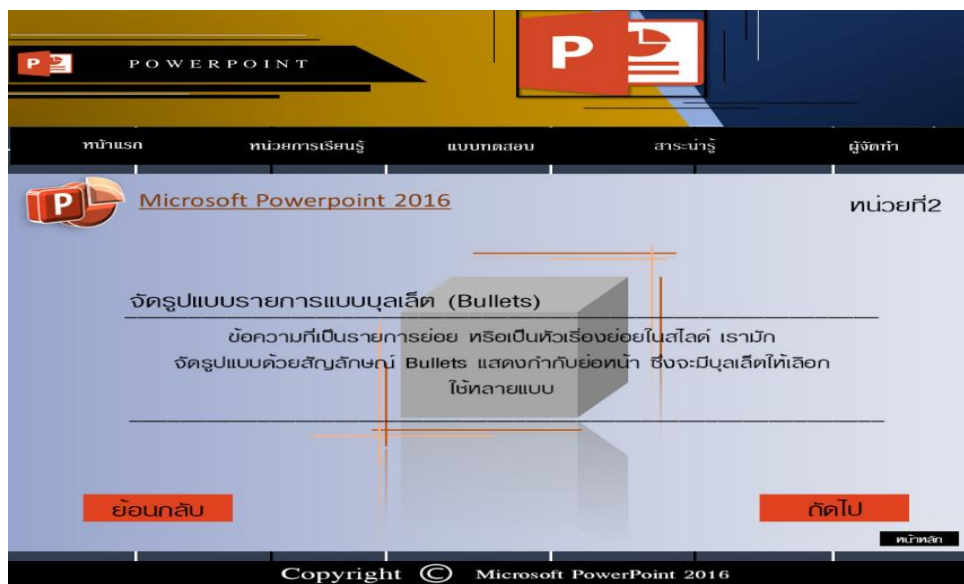 P
P
POWERPOINT
หน้าแรก หน่วยการเรียนรู้ แบบทดสอบ สาระน่ารู้ ผู้จัดทำ
P
Microsoft Powerpoint 2016
หน่วยที่2
จัดรูปแบบรายการแบบบุลเล็ต (Bullets)
ข้อความที่เป็นรายการย่อย หรือเป็นหัวเรื่องย่อยในสไลด์ เรามัก
จัดรูปแบบด้วยสัญลักษณ์ Bullets แสดงกำกับย่อหน้า ซึ่งจะมีบุลเล็ตให้เลือก
ใช้หลายแบบ
ย้อนกลับ
ถัดไป
หน้าหลัก
Copyright © Microsoft PowerPoint 2016